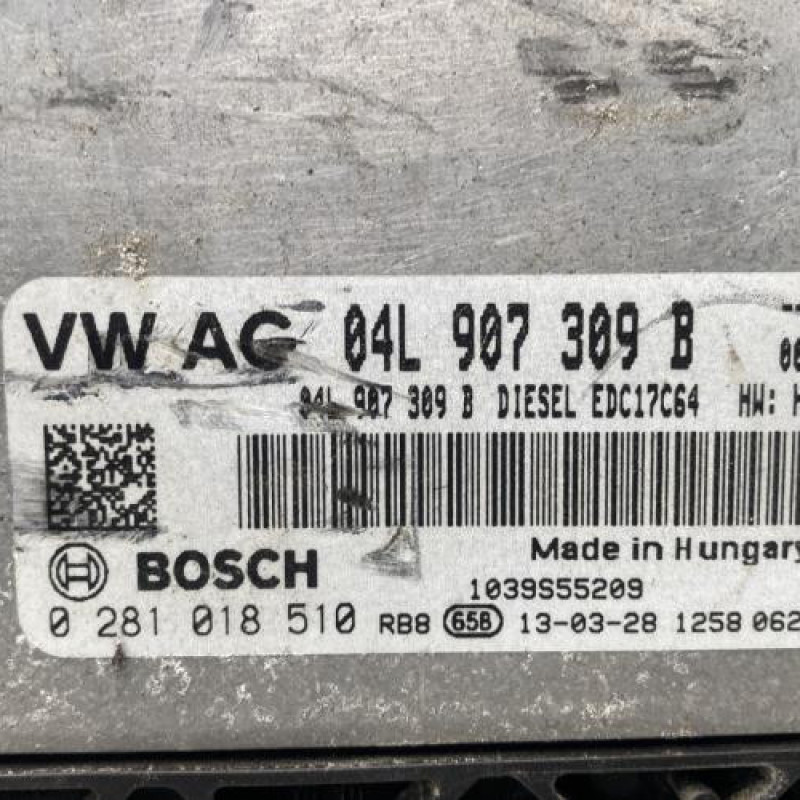 VW AG 04L 907 309 B
04L 907 309 B DIESEL EDC17C64 HW: H
BOSCH
Made in Hungary
1039S55209
0 281 018 510 RB8 65B 13-03-28 1258 062